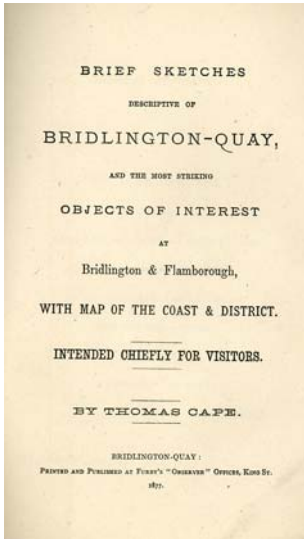 BRIEF SKETCHES
DESCRIPTIVE OF
BRIDLINGTON-QUAY,
AND THE MOST STRIKING
OBJECTS OF INTEREST
AT
Bridlington & Flamborough,
WITH MAP OF THE COAST & DISTRICT.
INTENDED CHIEFLY FOR VISITORS.
BY THOMAS CAPE.
BRIDLINGTON-QUAY:
PRINTED AND PUBLISHED AT FURBY'S "OBSERVER" OFFICES, KING ST.
1877.